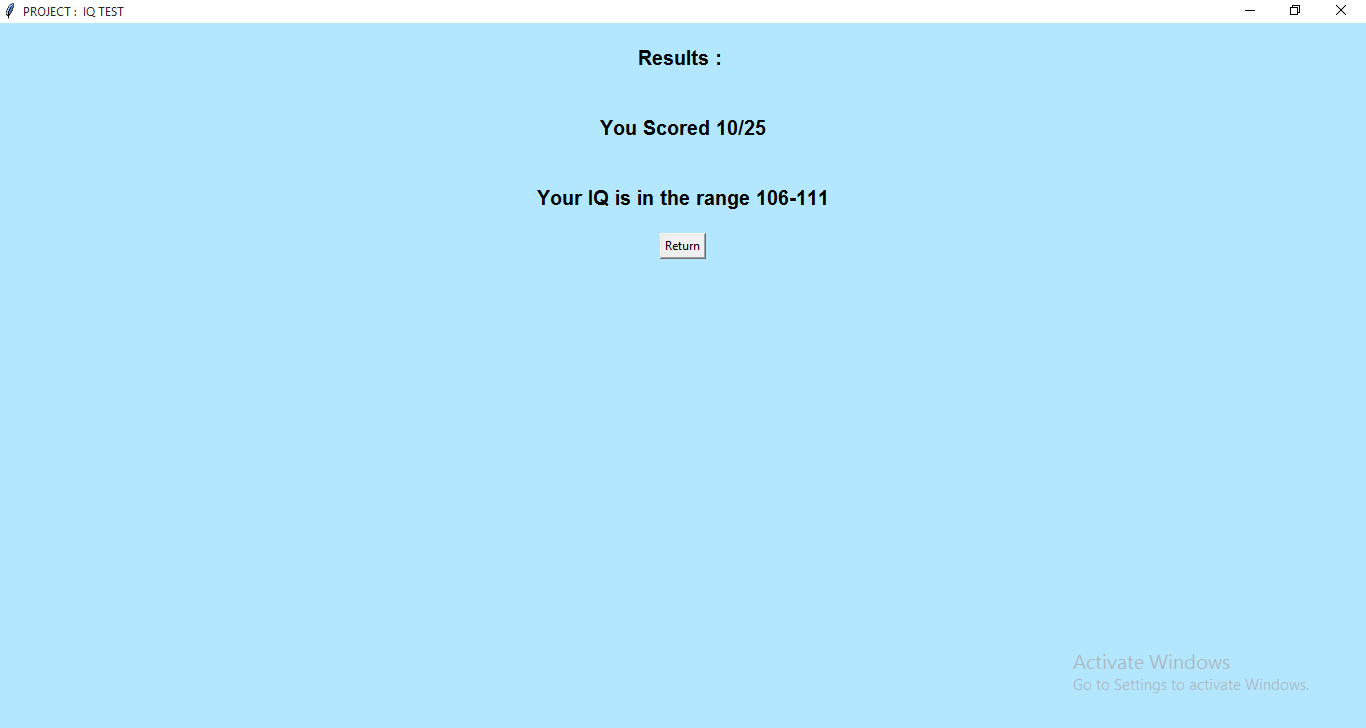 PROJECT : IQ TEST
Results :
You Scored 10/25
Your IQ is in the range 106-111
Return
Activate Windows
Go to Settings to activate Windows.